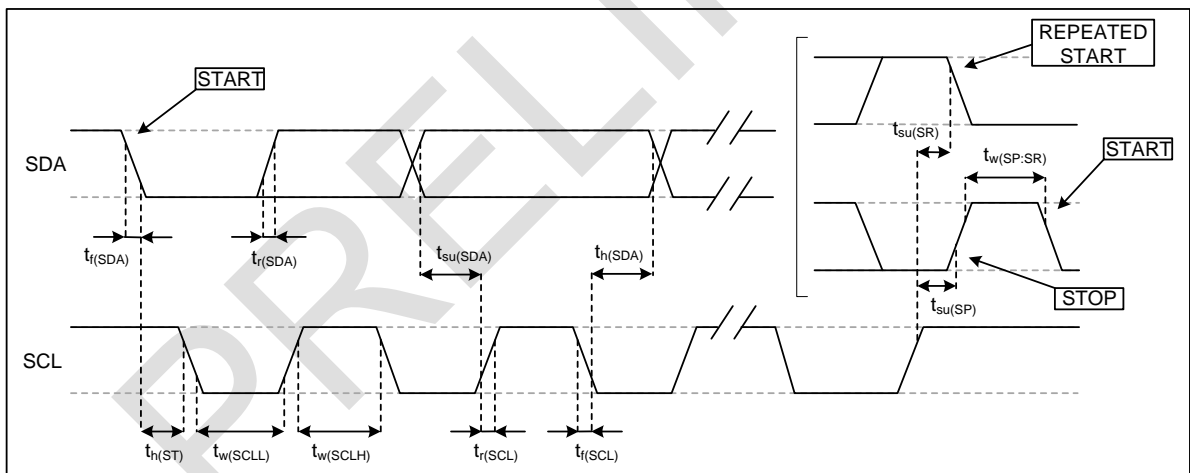 REPEATED
START
START
t_su(SR)
t_w(SP:SR)
START
SDA
t_f(SDA)
t_r(SDA)
t_su(SDA)
t_h(SDA)
t_su(SP)
STOP
SCL
t_h(ST)
t_w(SCLL)
t_w(SCLH)
t_r(SCL)
t_f(SCL)
PRELI